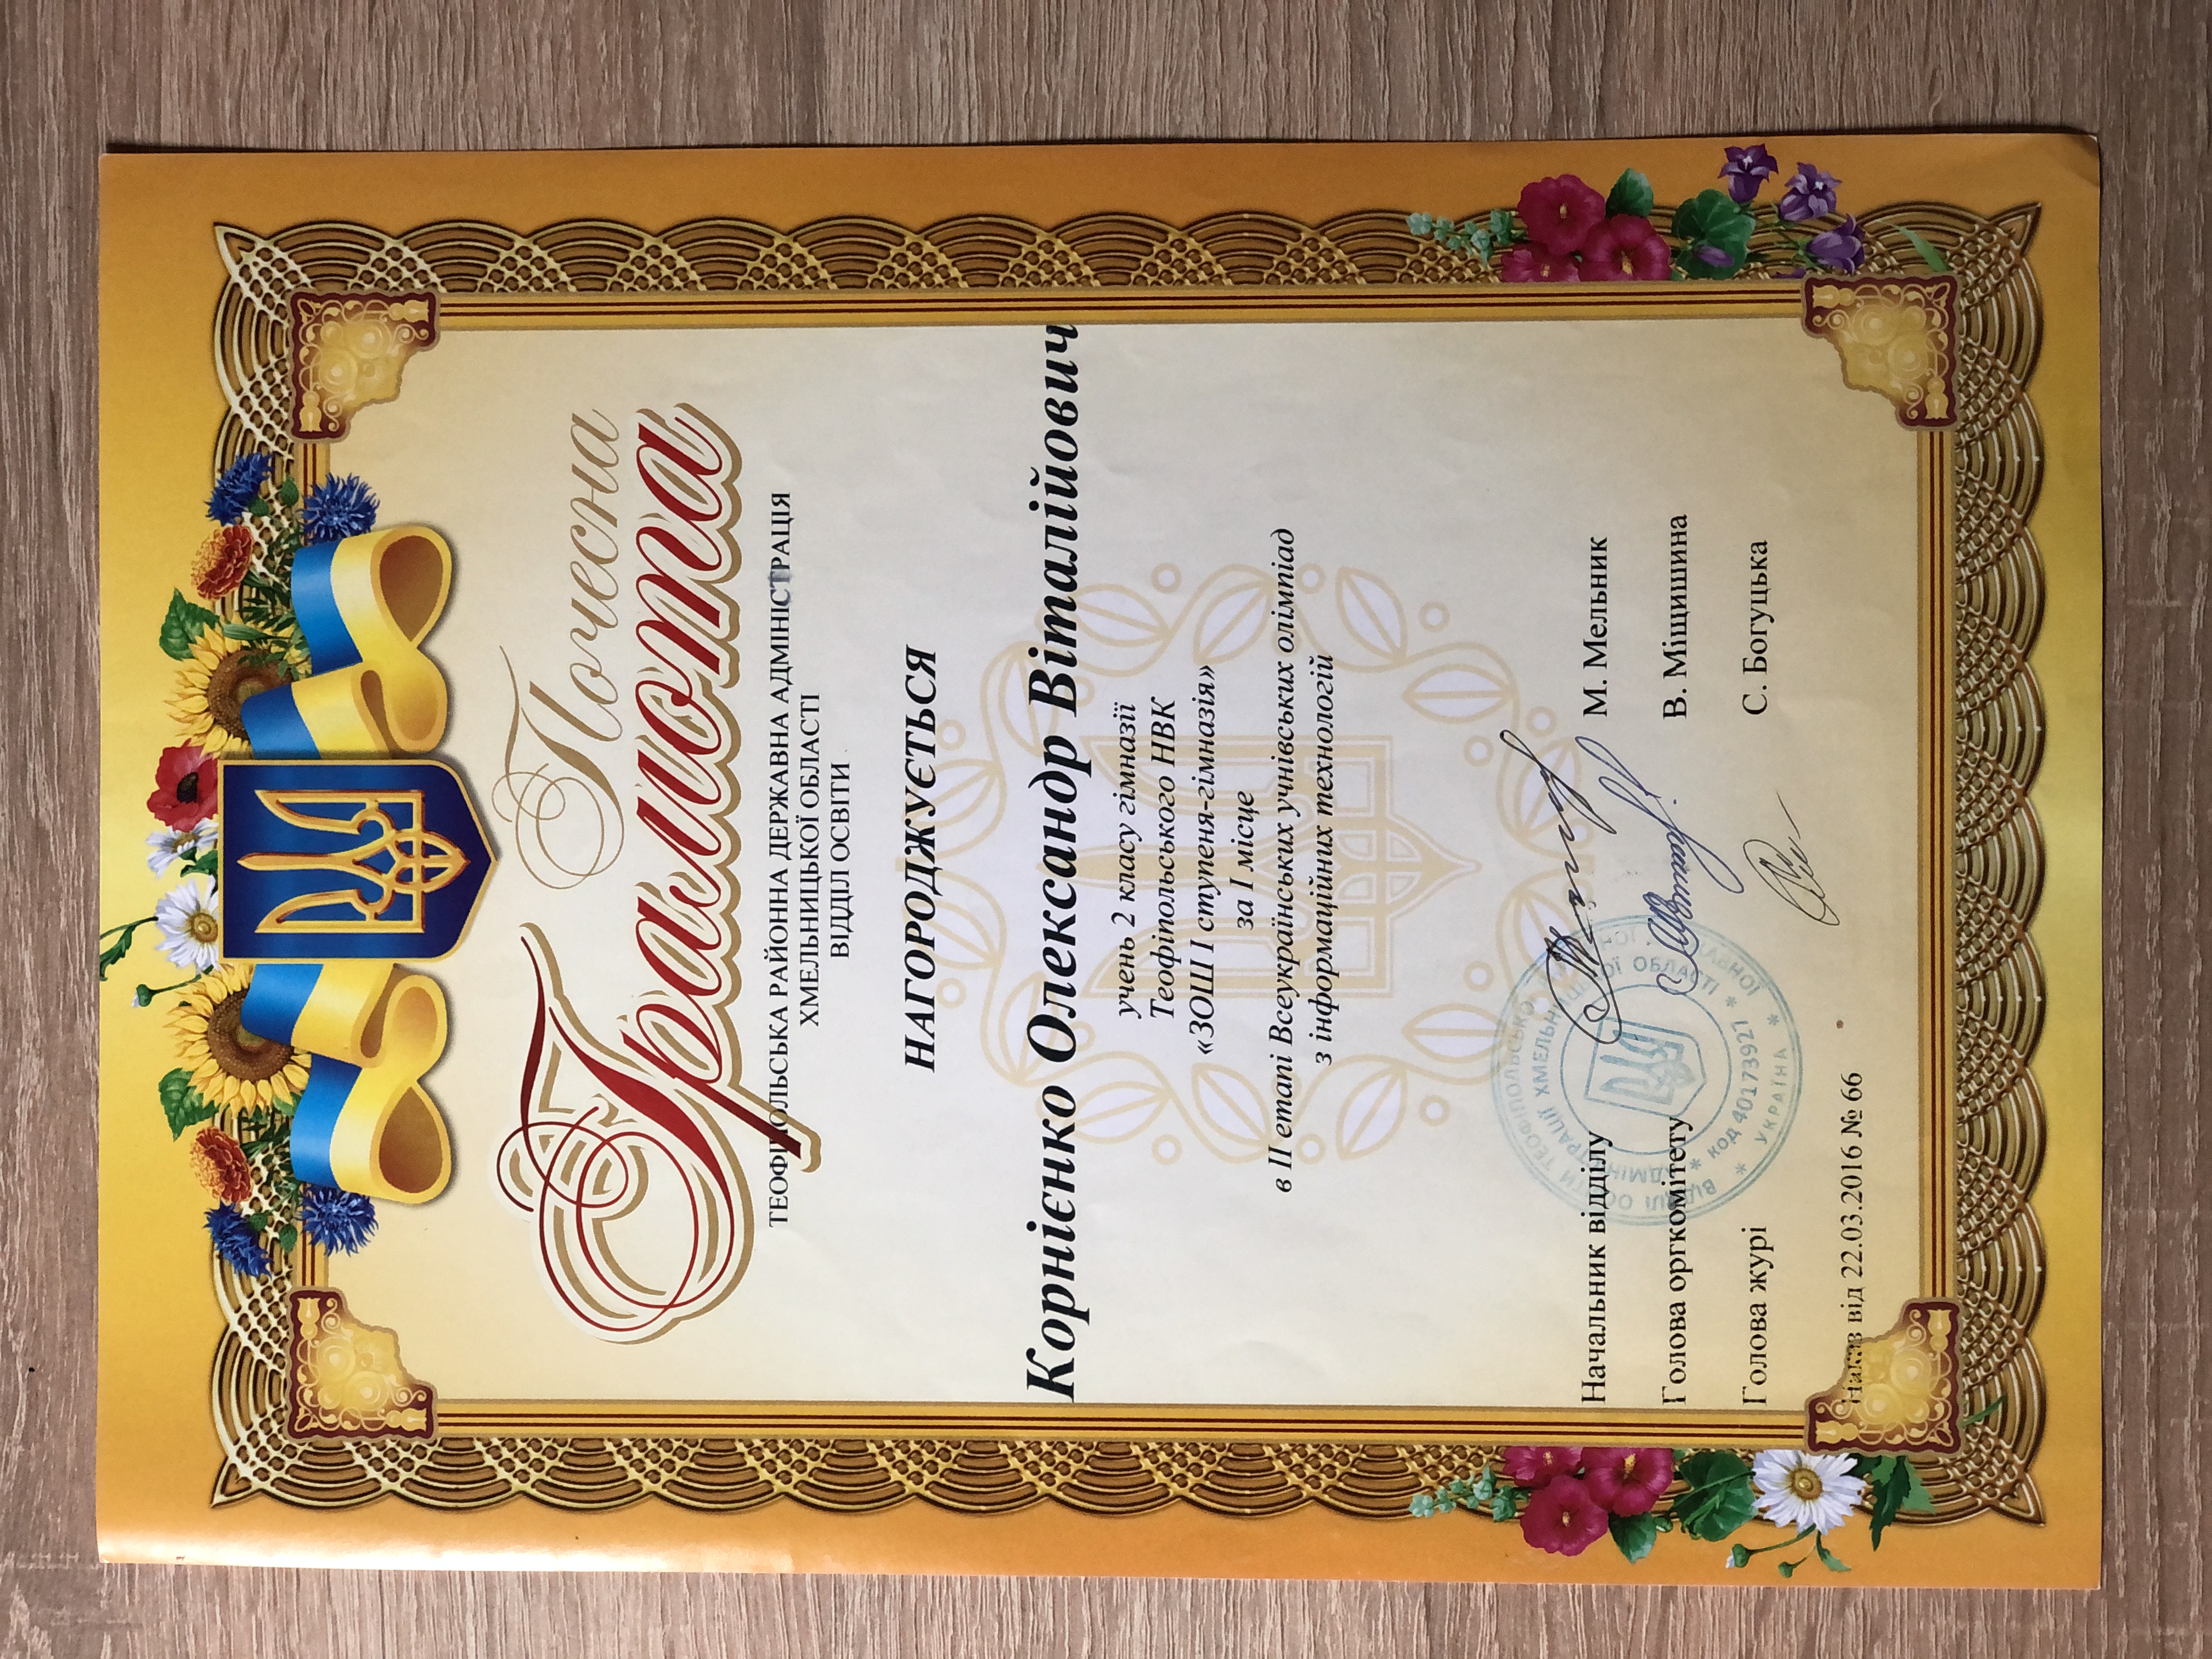 Почесна
Грамота
ТЕОФІПОЛЬСЬКА РАЙОННА ДЕРЖАВНА АДМІНІСТРАЦІЯ
ХМЕЛЬНИЦЬКОЇ ОБЛАСТІ
ВІДДІЛ ОСВІТИ
НАГОРОДЖУЄТЬСЯ
Корнієнко Олександр Віталійович
учень 2 класу гімназії
Теофіпольського НВК
«ЗОШ І ступеня-гімназія»
за І місце
в ІІ етапі Всеукраїнських учнівських олімпіад
з інформаційних технологій
Начальник відділу М. Мельник
Голова оргкомітету В. Міщишина
Голова журі С. Богуцька
Наказ від 22.03.2016 № 66
ВІДДІЛ ОСВІТИ ТЕОФІПОЛЬСЬКОЇ
АДМІНІСТРАЦІЇ ХМЕЛЬНИЦЬКОЇ ОБЛАСТІ
* код 40173927 *
* УКРАЇНА *